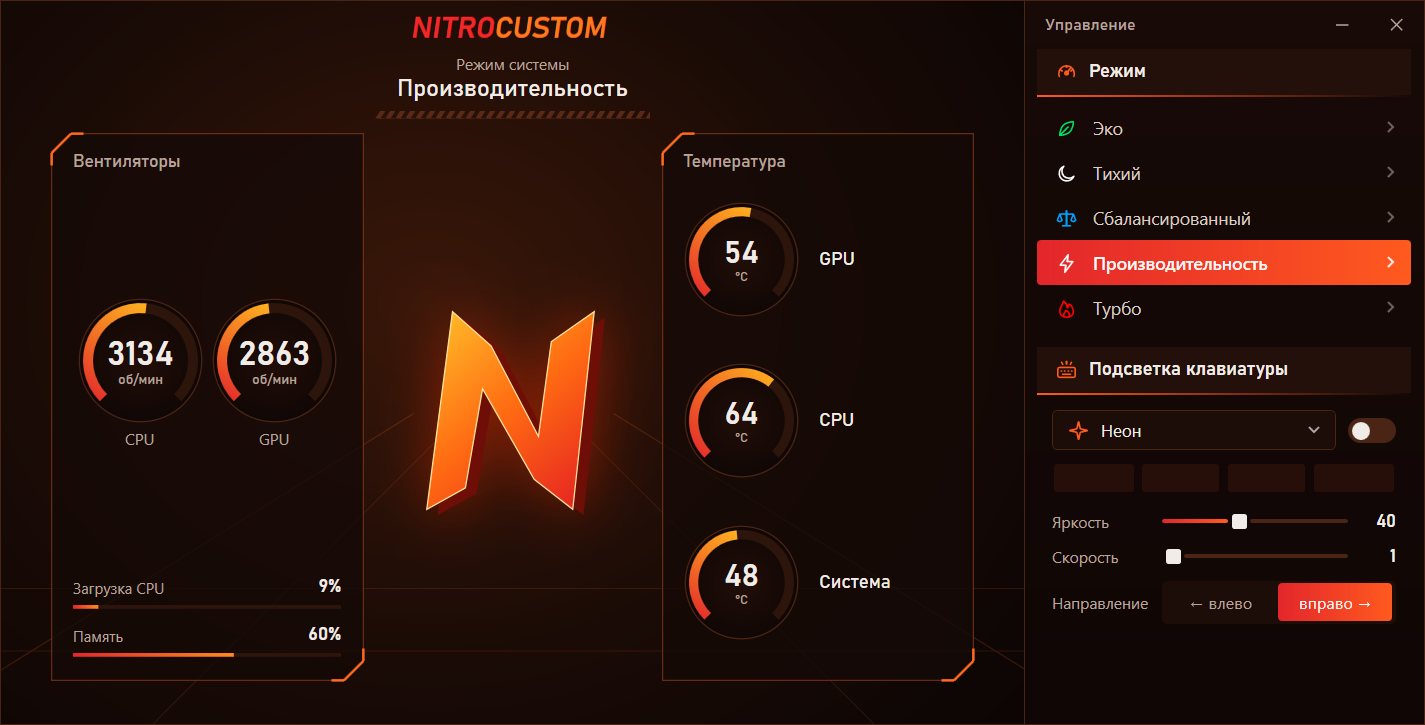 NITROCUSTOM
Режим системы
Производительность
Вентиляторы
3134
об/мин
CPU
2863
об/мин
GPU
Загрузка CPU 9%
Память 60%
Температура
54
°C
GPU
64
°C
CPU
48
°C
Система
Управление
Режим
Эко
Тихий
Сбалансированный
Производительность
Турбо
Подсветка клавиатуры
Неон
Яркость 40
Скорость 1
Направление ← влево вправо →